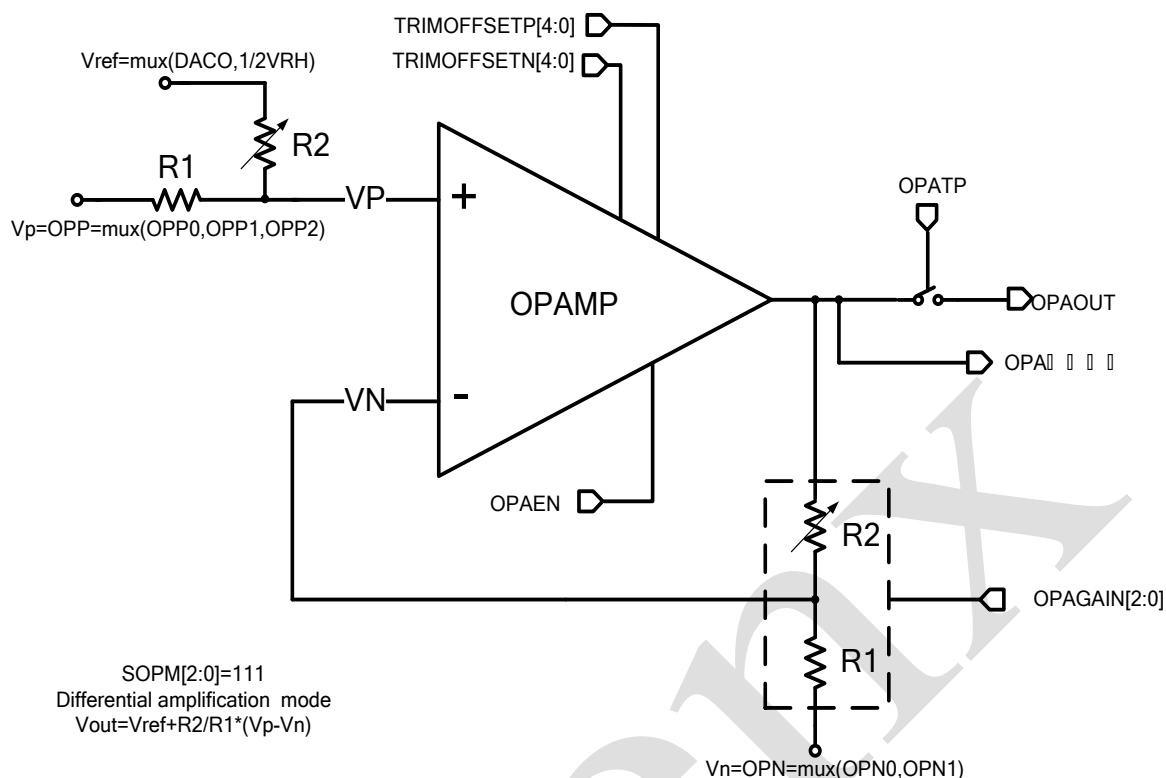 TRIMOFFSETP[4:0]
Vref=mux(DACO,1/2VRH)
TRIMOFFSETN[4:0]
R2
R1
VP
+
OPATP
Vp=OPP=mux(OPP0,OPP1,OPP2)
OPAMP
OPAOUT
OPA
VN
-
OPAEN
R2
OPAGAIN[2:0]
R1
SOPM[2:0]=111
Differential amplification mode
Vout=Vref+R2/R1*(Vp-Vn)
Vn=OPN=mux(OPN0,OPN1)